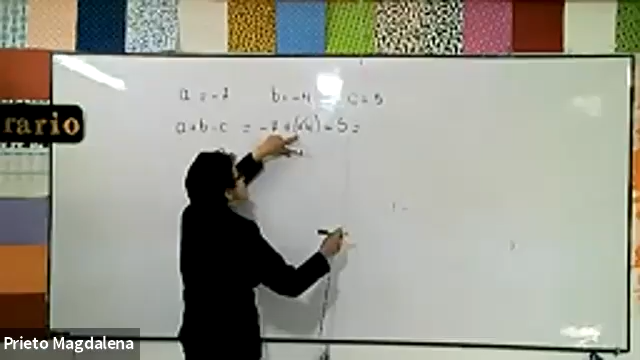 a = -7 b = -4 c = 5
a + b - c = -7 + (-4) - 5 =
rario
Prieto Magdalena